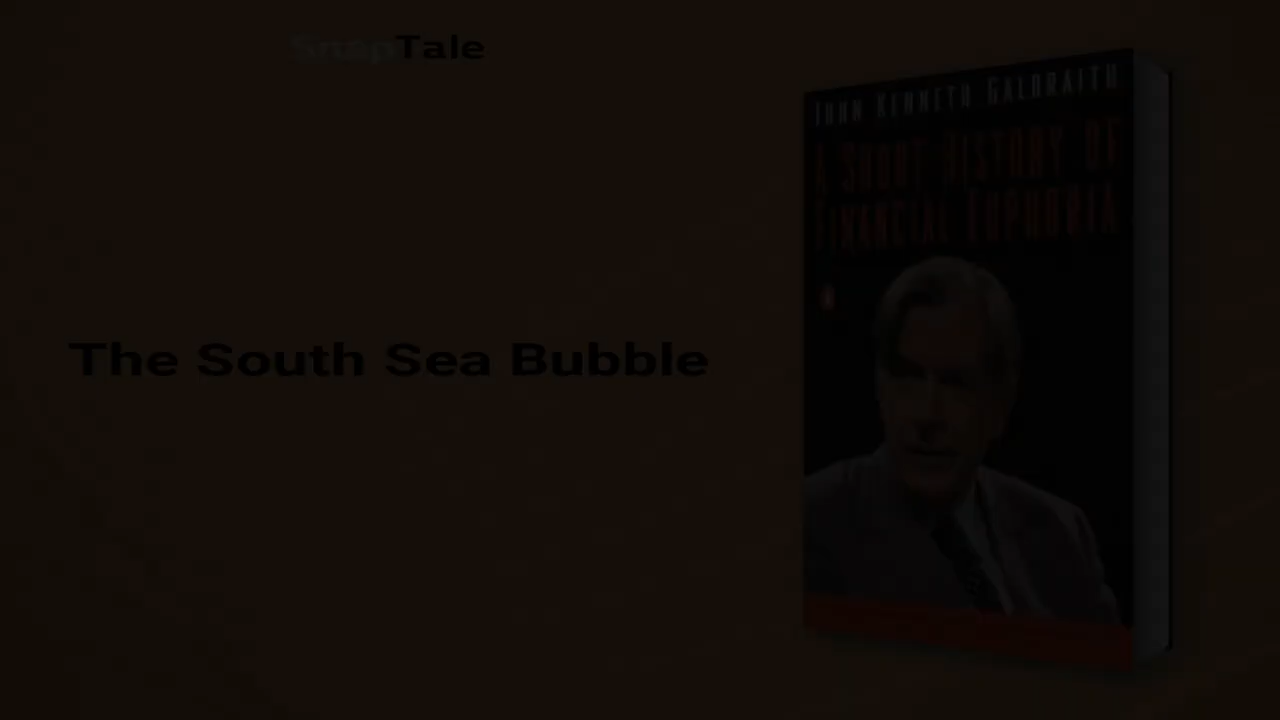 SnapTale
JOHN KENNETH GALBRAITH
A SHORT HISTORY OF
FINANCIAL EUPHORIA
The South Sea Bubble